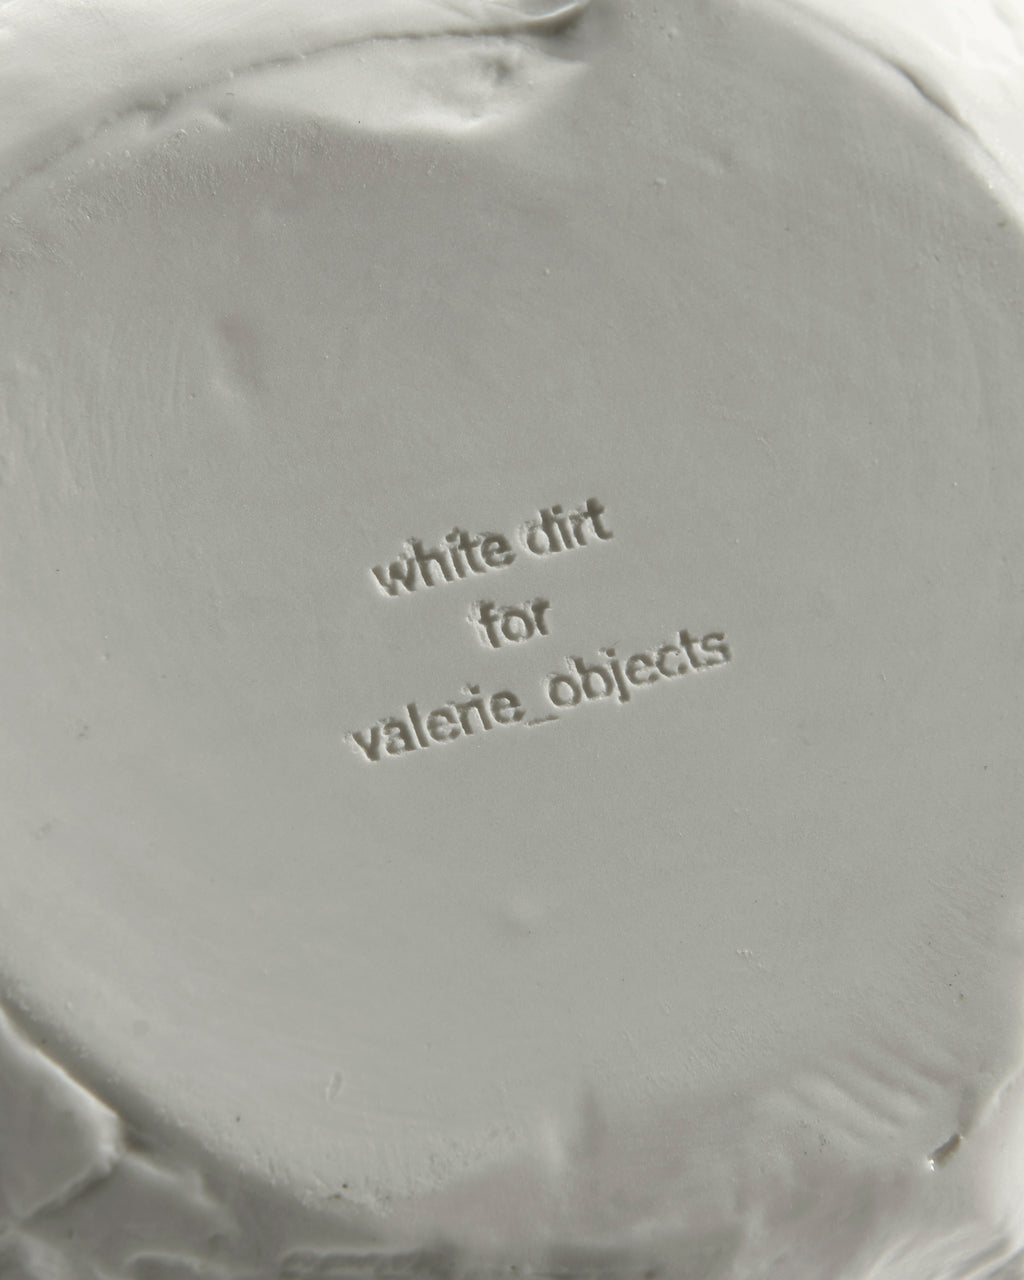 white dirt
for
valerie_objects